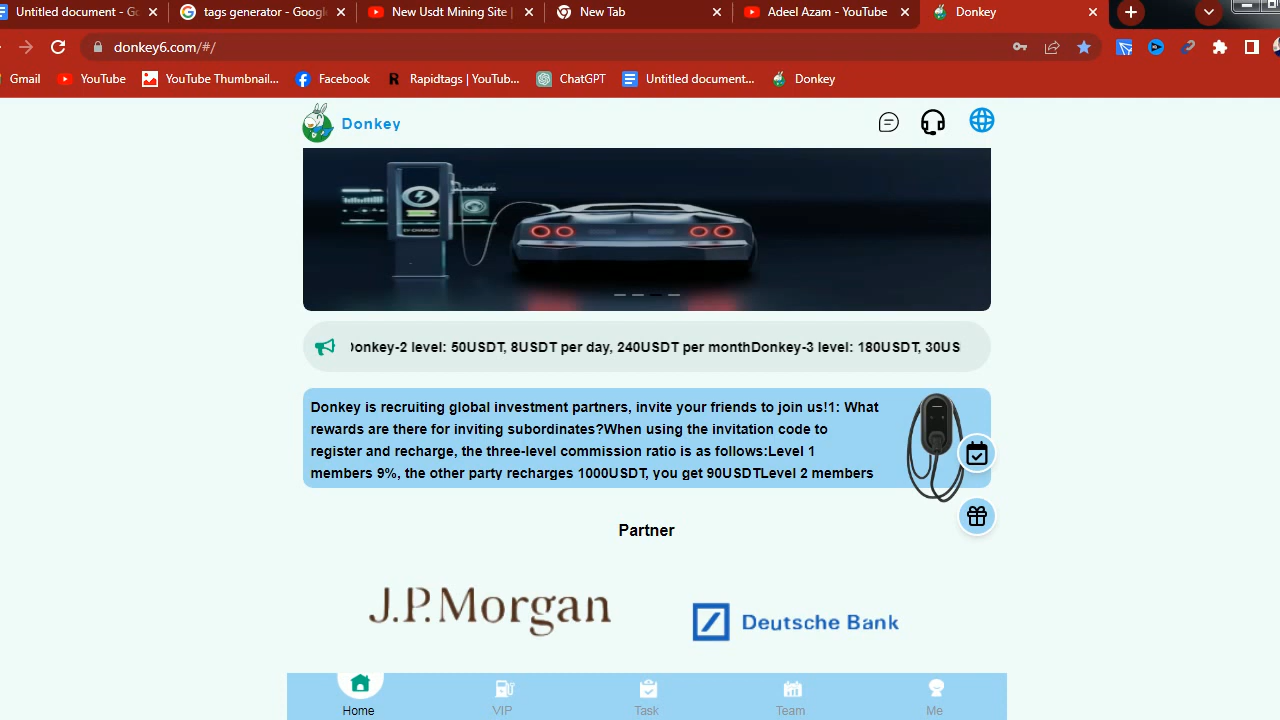 Untitled document - Go
tags generator - Google
New Usdt Mining Site |
New Tab
Adeel Azam - YouTube
Donkey
donkey6.com/#/
Gmail
YouTube
YouTube Thumbnail...
Facebook
Rapidtags | YouTub...
ChatGPT
Untitled document...
Donkey
Donkey
EV CHARGER
Donkey-2 level: 50USDT, 8USDT per day, 240USDT per monthDonkey-3 level: 180USDT, 30US
Donkey is recruiting global investment partners, invite your friends to join us!1: What
rewards are there for inviting subordinates?When using the invitation code to
register and recharge, the three-level commission ratio is as follows:Level 1
members 9%, the other party recharges 1000USDT, you get 90USDTLevel 2 members
Partner
J.P.Morgan
Deutsche Bank
Home
VIP
Task
Team
Me